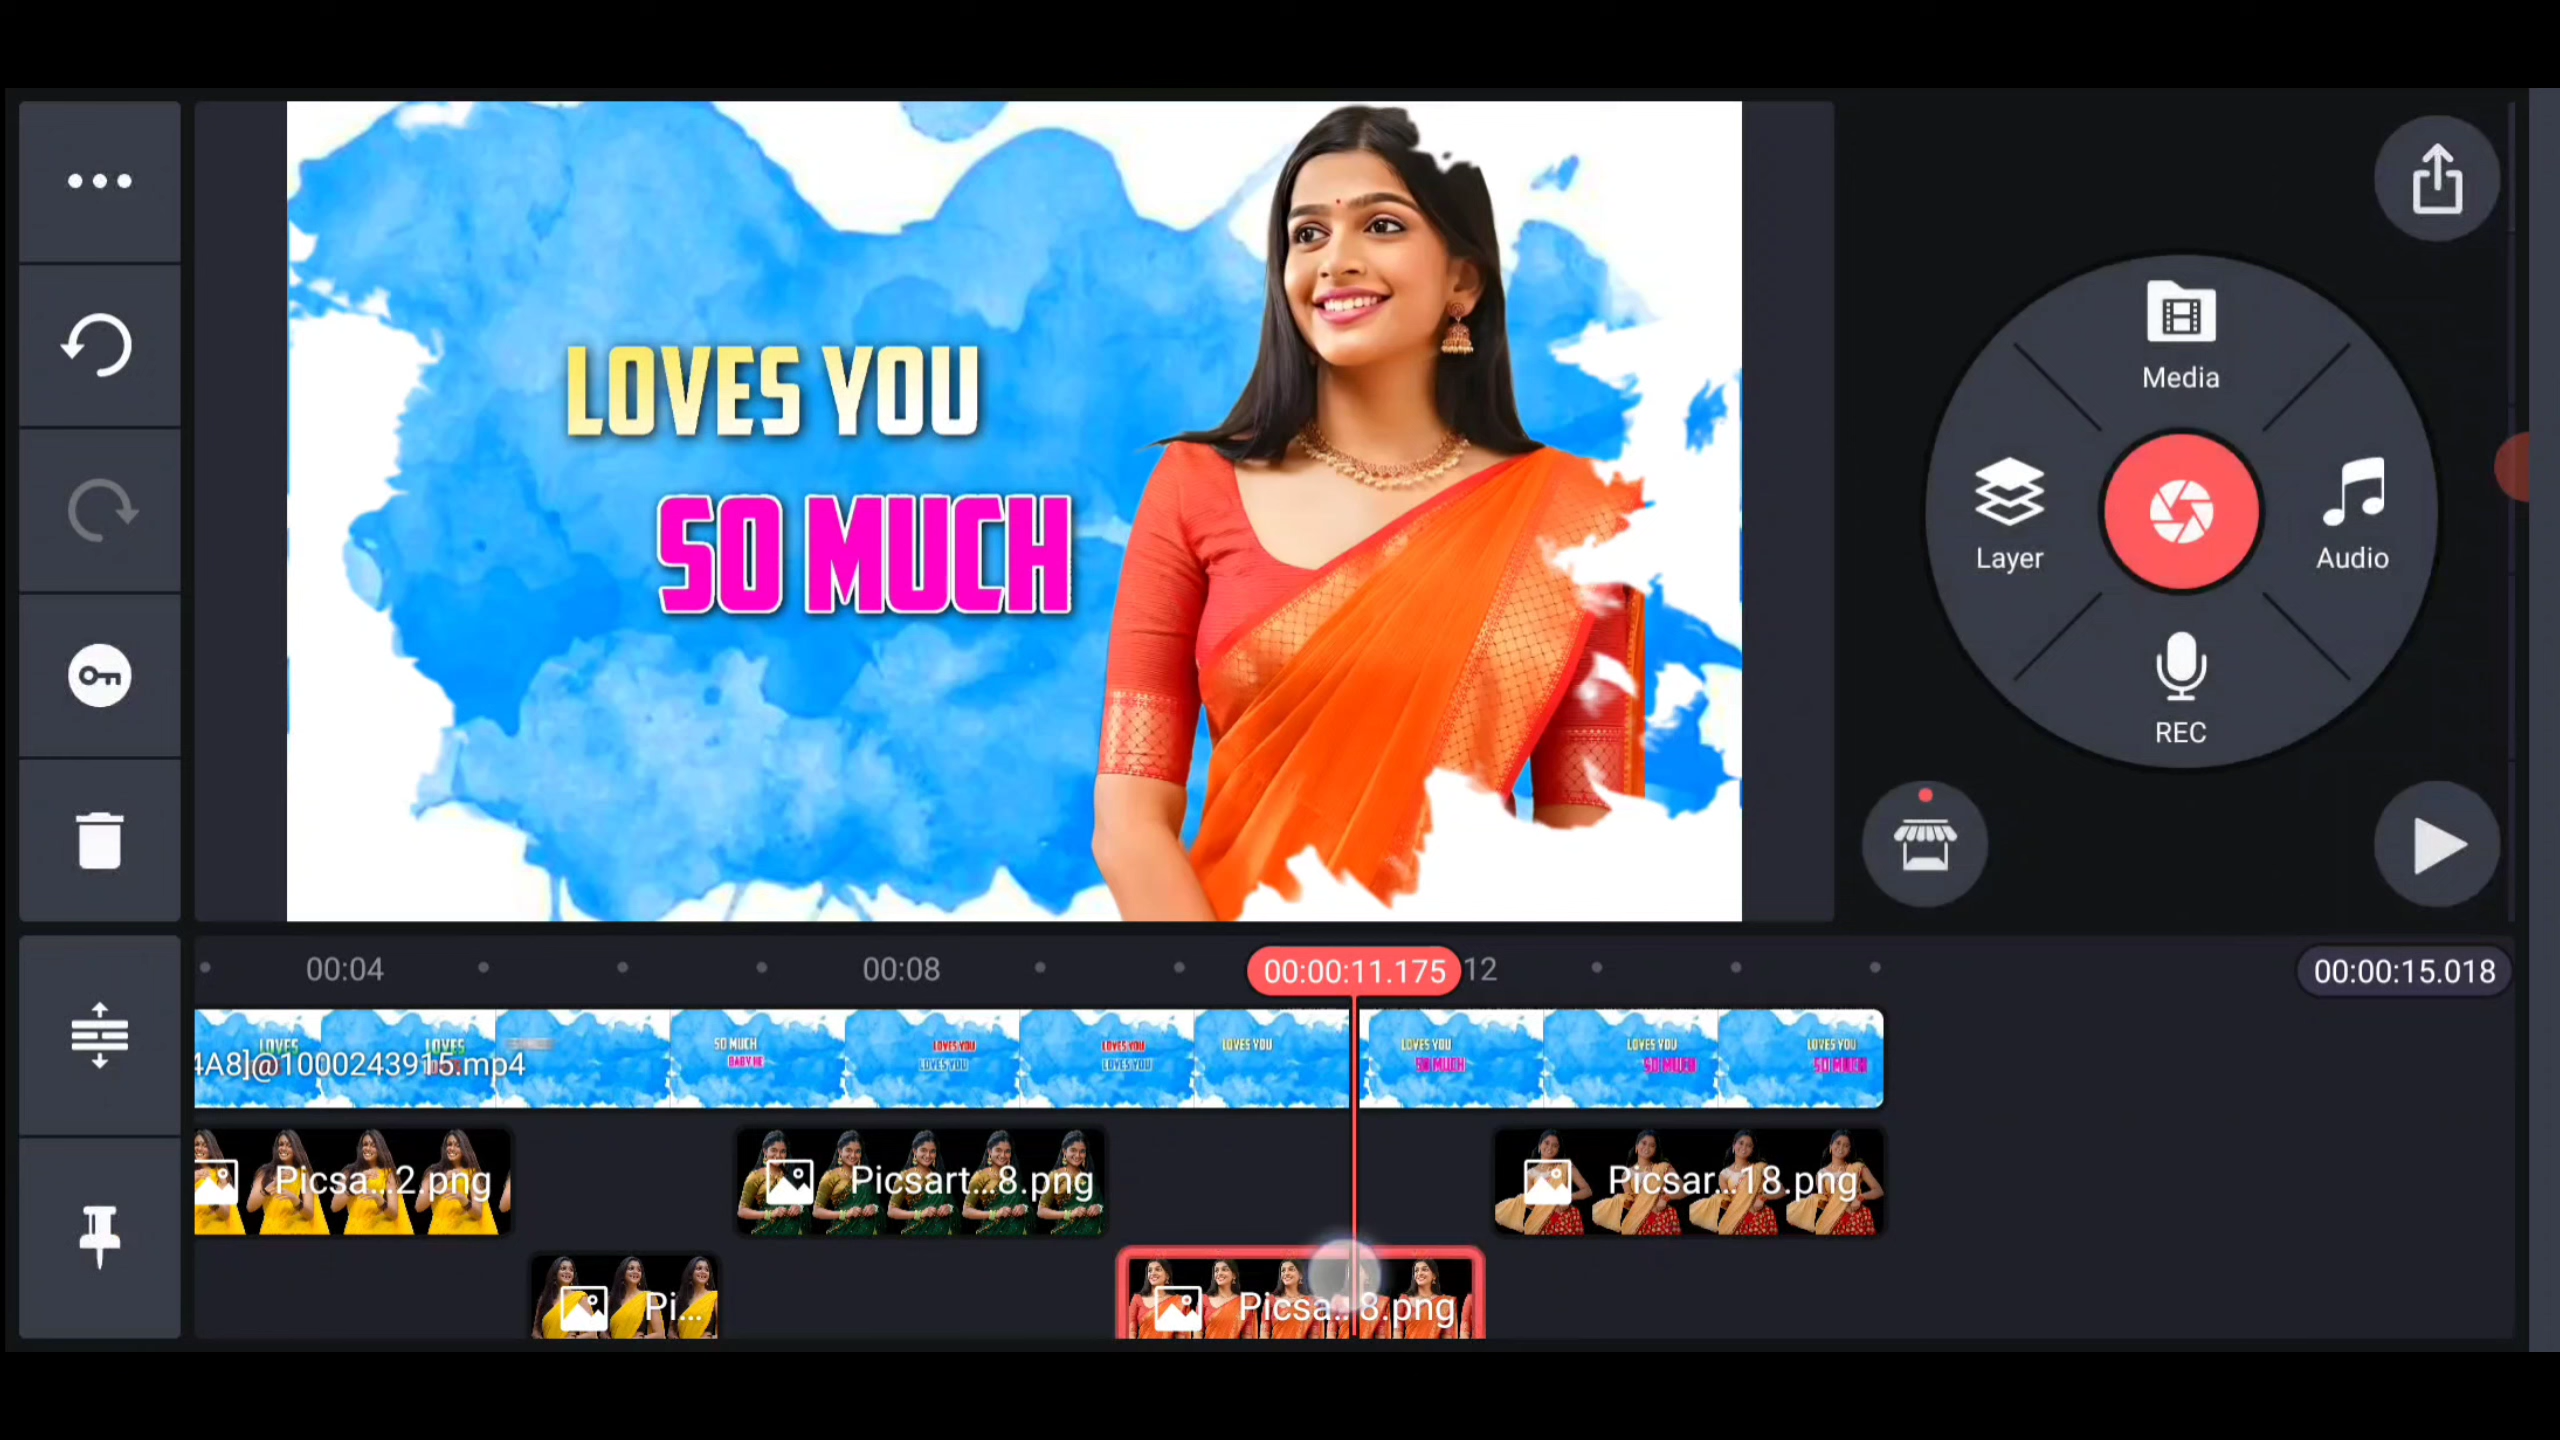 LOVES YOU
SO MUCH
Media
Layer
Audio
REC
00:04
00:08
00:00:11.175
12
00:00:15.018
LOVES
LOVES
SO MUCH
LOVES YOU
LOVES YOU
LOVES YOU
LOVES YOU
LOVES YOU
LOVES YOU
BABY HE
LOVES YOU
LOVES YOU
SO MUCH
SO MUCH
SO MUCH
4A8]@1000243915.mp4
Picsa...2.png
Picsart...8.png
Picsar...18.png
Pi...
Picsa...8.png